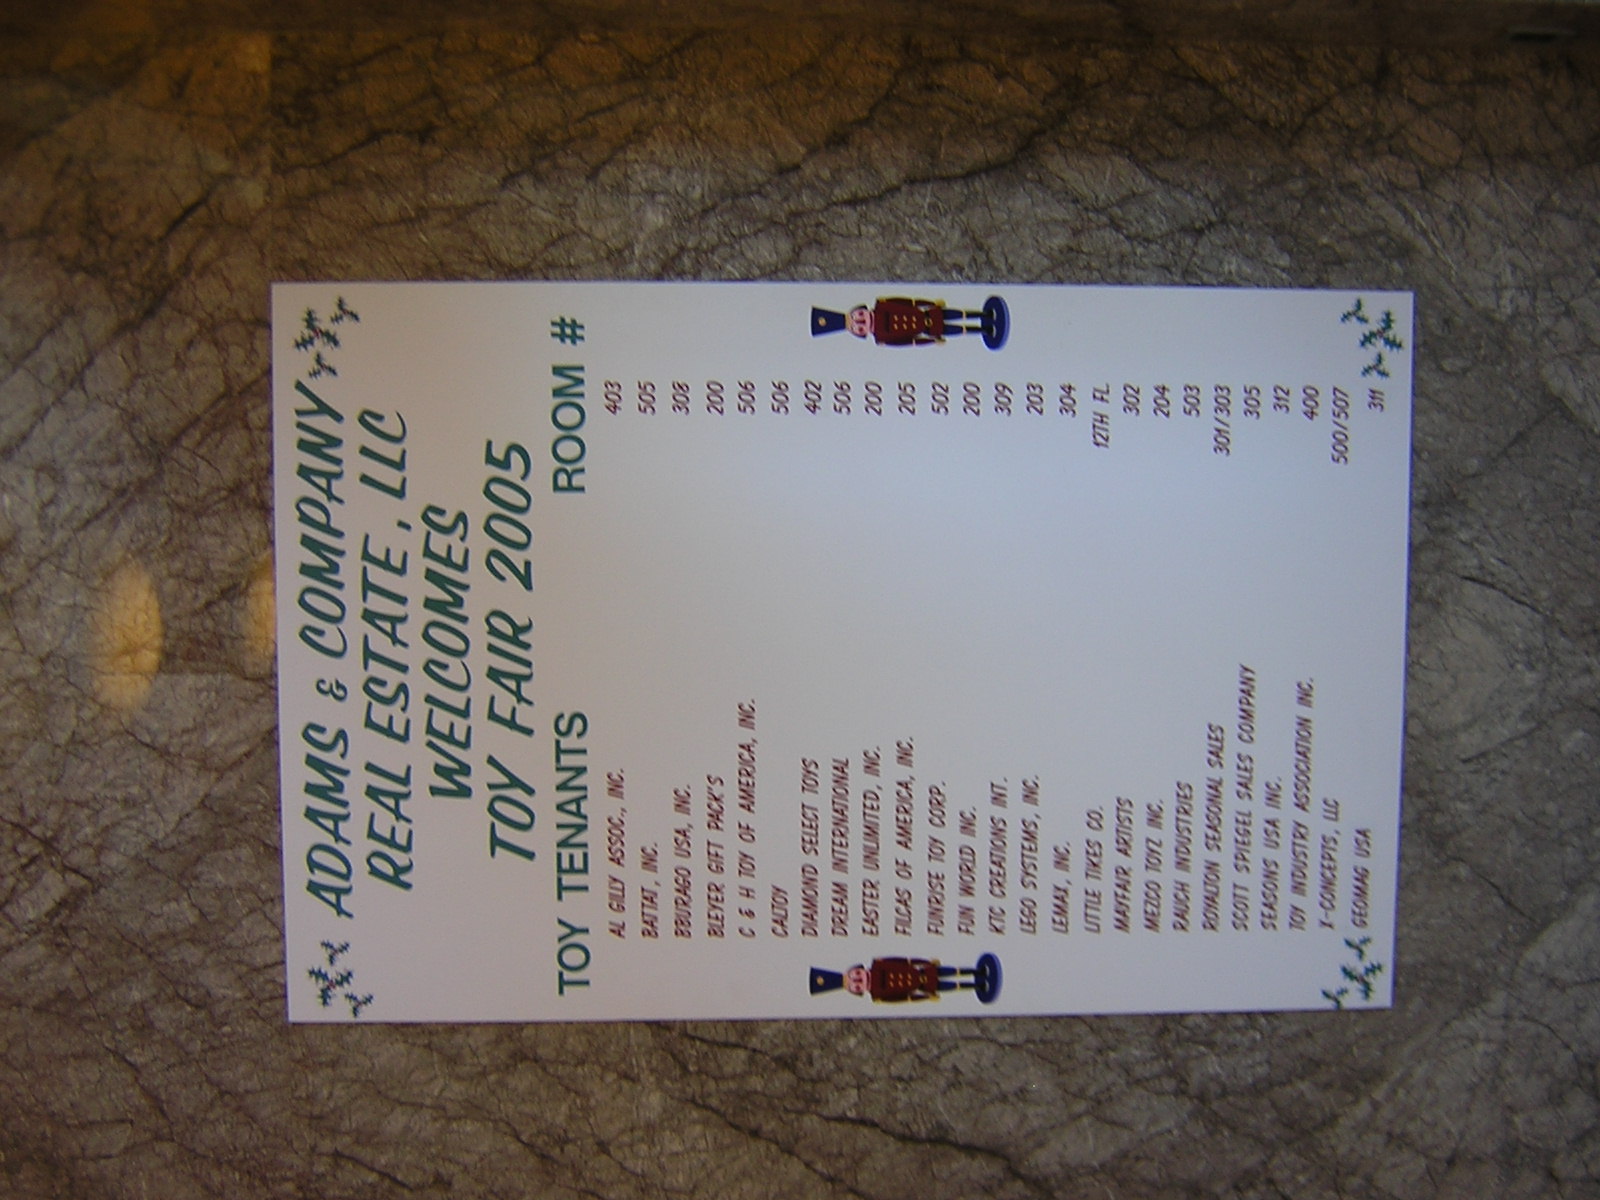 ADAMS & COMPANY
REAL ESTATE, LLC
WELCOMES
TOY FAIR 2005
TOY TENANTS ROOM #
AL GILLY ASSOC., INC. 403
BATTAT, INC. 505
BBURAGO USA, INC. 308
BLEYER GIFT PACK'S 200
C & H TOY OF AMERICA, INC. 506
CALTOY 506
DIAMOND SELECT TOYS 402
DREAM INTERNATIONAL 506
EASTER UNLIMITED, INC. 200
FILCAS OF AMERICA, INC. 205
FUNRISE TOY CORP. 502
FUN WORLD INC. 200
KTC CREATIONS INT. 309
LEGO SYSTEMS, INC. 203
LEMAX, INC. 304
LITTLE TIKES CO. 12TH FL.
MAYFAIR ARTISTS 302
MEZCO TOYZ INC. 204
RAUCH INDUSTRIES 503
ROYALTON SEASONAL SALES 301/303
SCOTT SPIEGEL SALES COMPANY 305
SEASONS USA INC. 312
TOY INDUSTRY ASSOCIATION INC. 400
X-CONCEPTS, LLC 500/507
GEOMAG USA 311